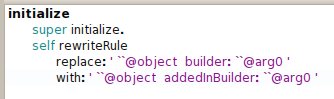 initialize
super initialize.
self rewriteRule
replace: ' ``@object builder: ``@arg0 '
with: ' ``@object addedInBuilder: ``@arg0 '